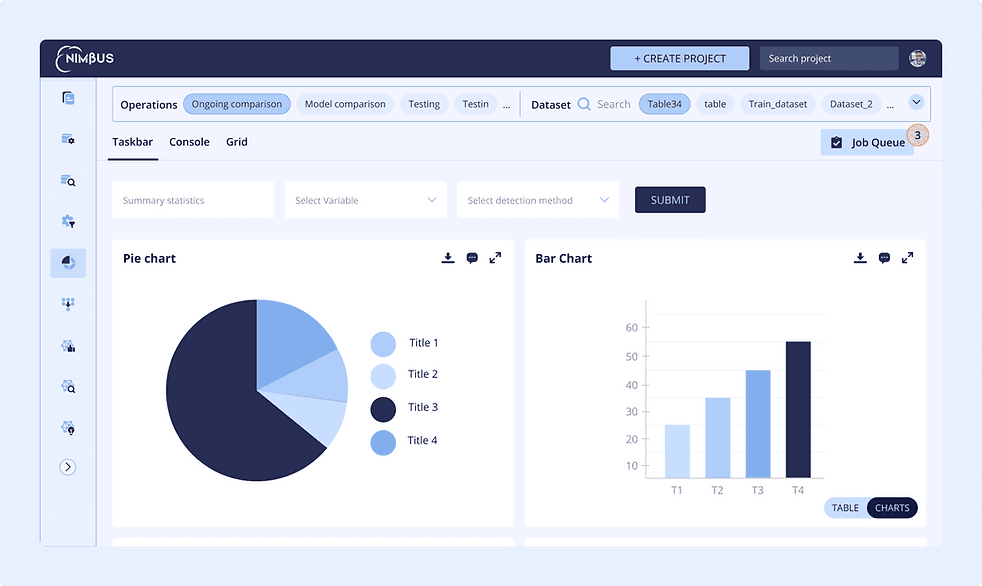 NIMBUS
+ CREATE PROJECT
Search project
Operations Ongoing comparison Model comparison Testing Testin ... Dataset Search Table34 table Train_dataset Dataset_2 ...
Taskbar Console Grid
Job Queue 3
Summary statistics Select Variable Select detection method. SUBMIT
Pie chart
Title 1
Title 2
Title 3
Title 4
Bar Chart
60
50
40
30
20
10
T1 T2 T3 T4
TABLE CHARTS